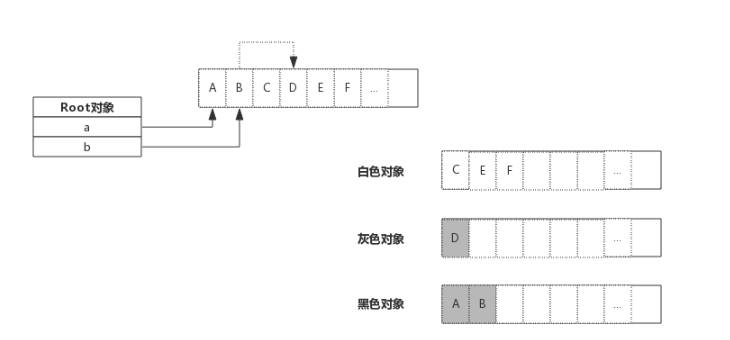 A B C D E F ...
Root对象
a
b
白色对象 C E F ...
灰色对象 D ...
黑色对象 A B ...